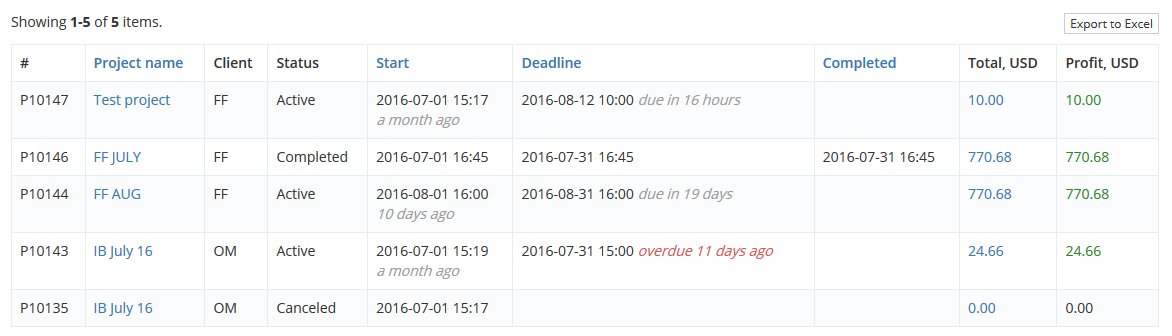 Showing 1-5 of 5 items.
Export to Excel
# Project name Client Status Start Deadline Completed Total, USD Profit, USD
P10147 Test project FF Active 2016-07-01 15:17 2016-08-12 10:00 due in 16 hours 10.00 10.00
a month ago
P10146 FF JULY FF Completed 2016-07-01 16:45 2016-07-31 16:45 2016-07-31 16:45 770.68 770.68
P10144 FF AUG FF Active 2016-08-01 16:00 2016-08-31 16:00 due in 19 days 770.68 770.68
10 days ago
P10143 IB July 16 OM Active 2016-07-01 15:19 2016-07-31 15:00 overdue 11 days ago 24.66 24.66
a month ago
P10135 IB July 16 OM Canceled 2016-07-01 15:17 0.00 0.00